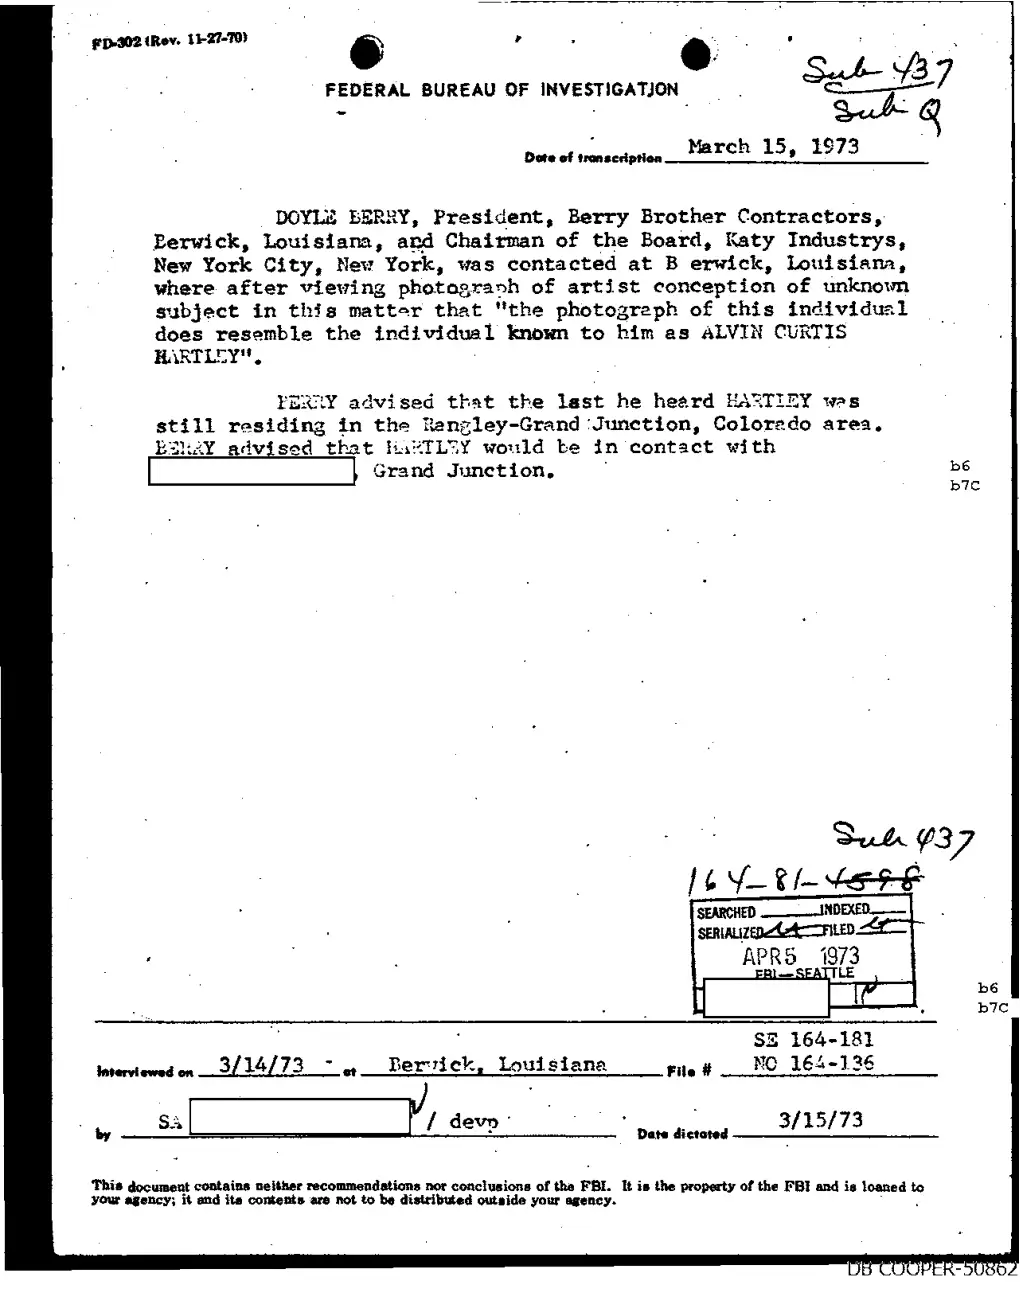 FD-302 (Rev. 11-27-70)
Sub 437
Sub Q
FEDERAL BUREAU OF INVESTIGATION
Date of transcription March 15, 1973
DOYLE BERRY, President, Berry Brother Contractors,
Berwick, Louisiana, and Chairman of the Board, Katy Industrys,
New York City, New York, was contacted at B erwick, Louisiana,
where after viewing photograph of artist conception of unknown
subject in this matter that "the photograph of this individual
does resemble the individual known to him as ALVIN CURTIS
HARTLEY".
BERRY advised that the last he heard HARTLEY was
still residing in the Rangley-Grand Junction, Colorado area.
BERRY advised that HARTLEY would be in contact with
, Grand Junction.
b6
b7C
Sub 437
164-81-4598
SEARCHED INDEXED
SERIALIZED FILED
APR 5 1973
FBI—SEATTLE
b6
b7C
SE 164-181
Interviewed on 3/14/73 - at Berwick, Louisiana File # NO 164-136
by SA / devp Date dictated 3/15/73
This document contains neither recommendations nor conclusions of the FBI. It is the property of the FBI and is loaned to
your agency; it and its contents are not to be distributed outside your agency.
DB COOPER-50862